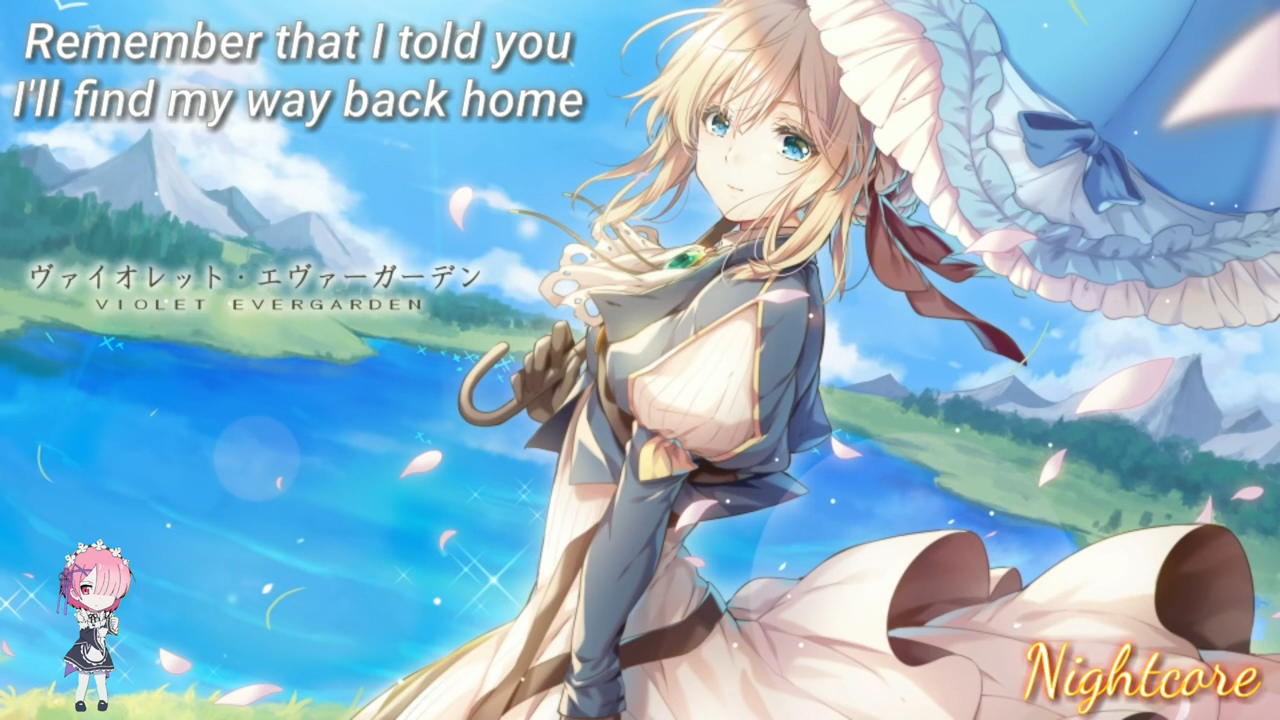 Remember that I told you
I'll find my way back home
ヴァイオレット・エヴァーガーデン
VIOLET EVERGARDEN
Nightcore